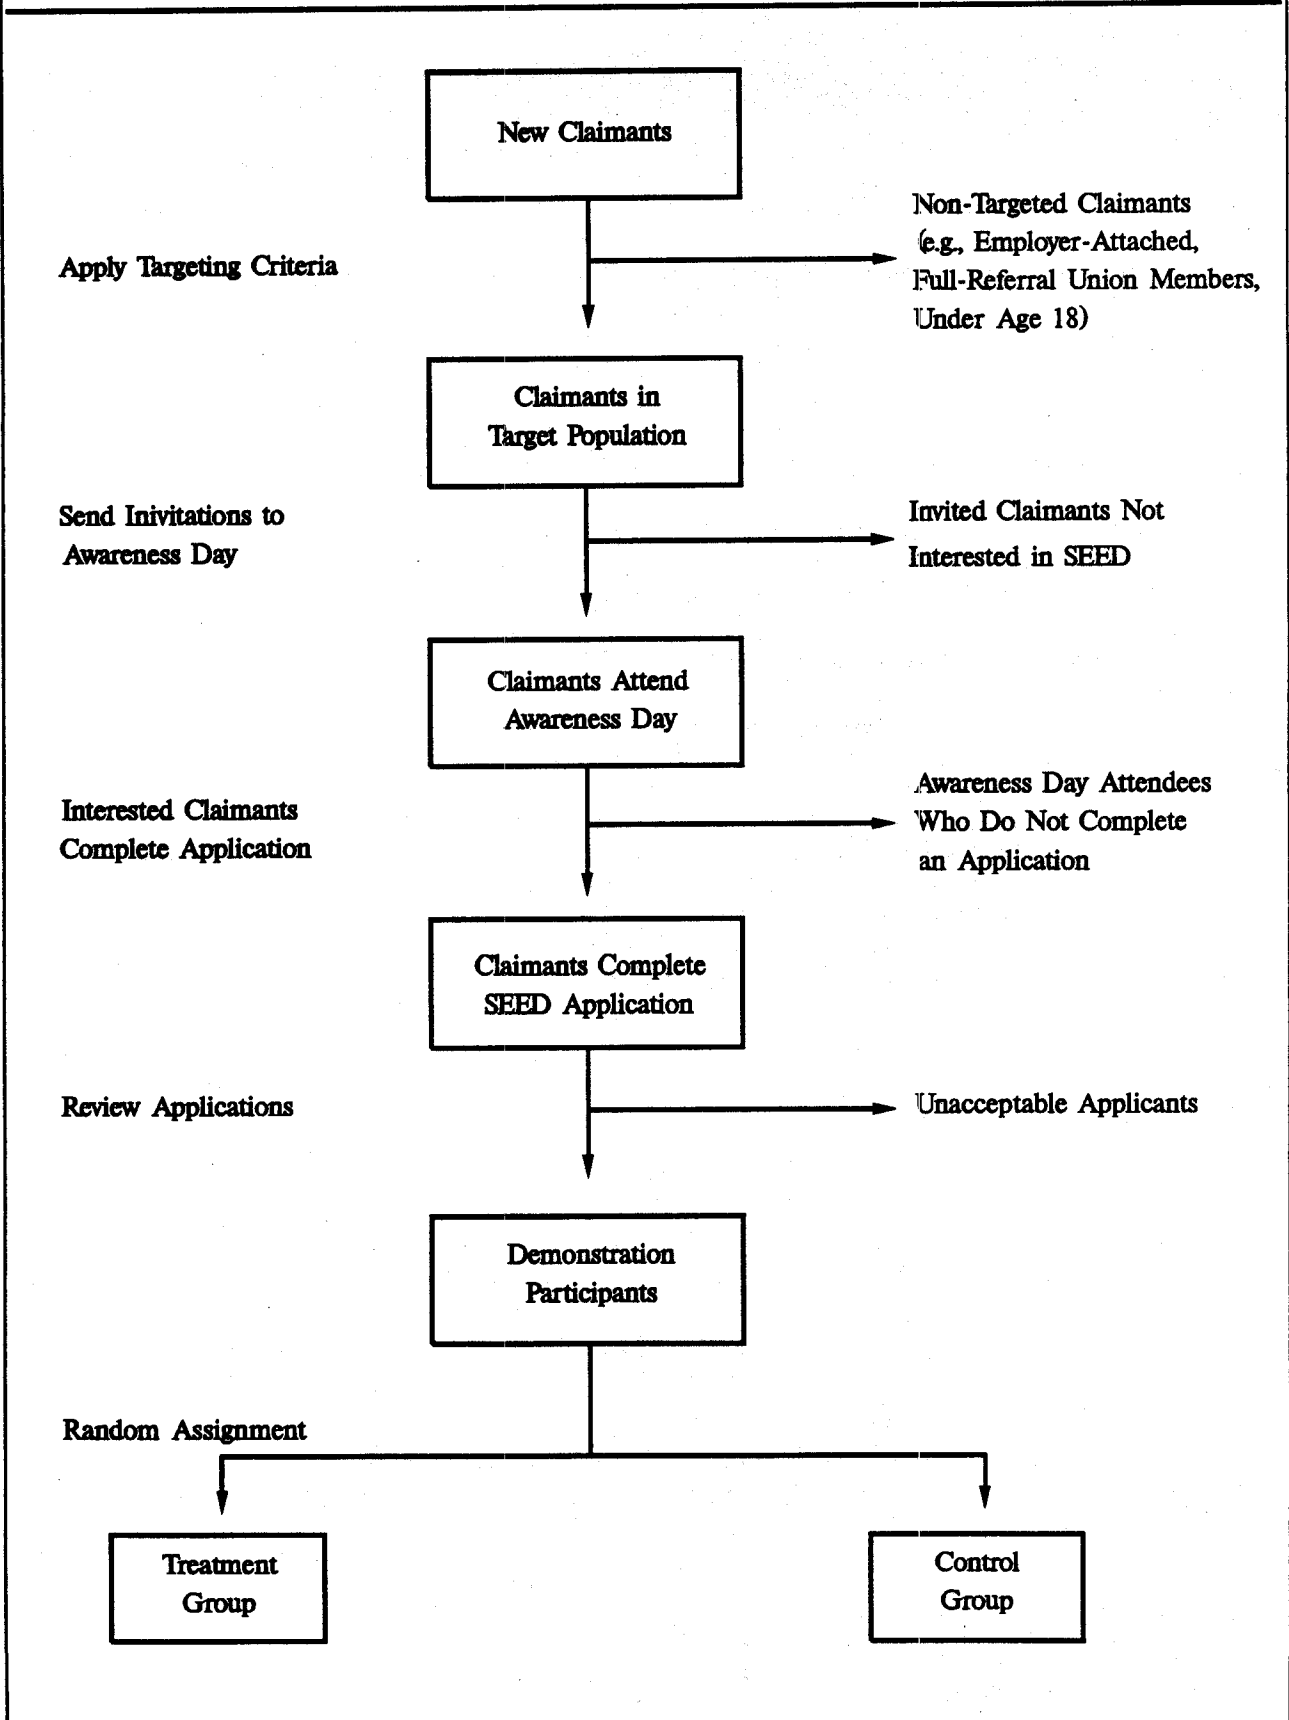 New Claimants
Non-Targeted Claimants
(e.g., Employer-Attached,
Full-Referral Union Members,
Under Age 18)
Apply Targeting Criteria
Claimants in
Target Population
Send Inivitations to
Awareness Day
Invited Claimants Not
Interested in SEED
Claimants Attend
Awareness Day
Interested Claimants
Complete Application
Awareness Day Attendees
Who Do Not Complete
an Application
Claimants Complete
SEED Application
Review Applications
Unacceptable Applicants
Demonstration
Participants
Random Assignment
Treatment
Group
Control
Group